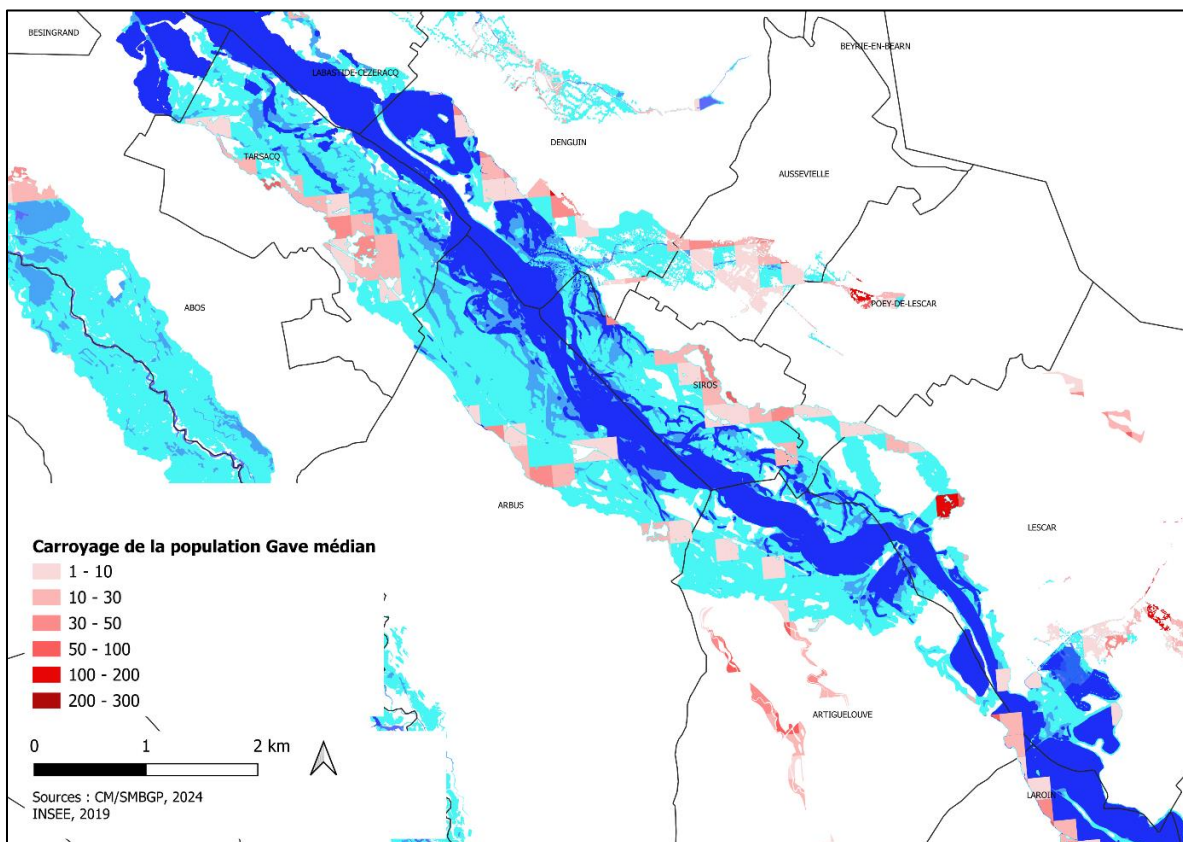 BESINGRAND
BEYRIE-EN-BEARN
LABASTIDE-CEZERACQ
DENGUIN
TARSACQ
AUSSEVIELLE
ABOS
POEY-DE-LESCAR
SIROS
ARBUS
LESCAR
ARTIGUELOUVE
LAROIN
Carroyage de la population Gave médian
1 - 10
10 - 30
30 - 50
50 - 100
100 - 200
200 - 300
0 1 2 km
Sources : CM/SMBGP, 2024
INSEE, 2019